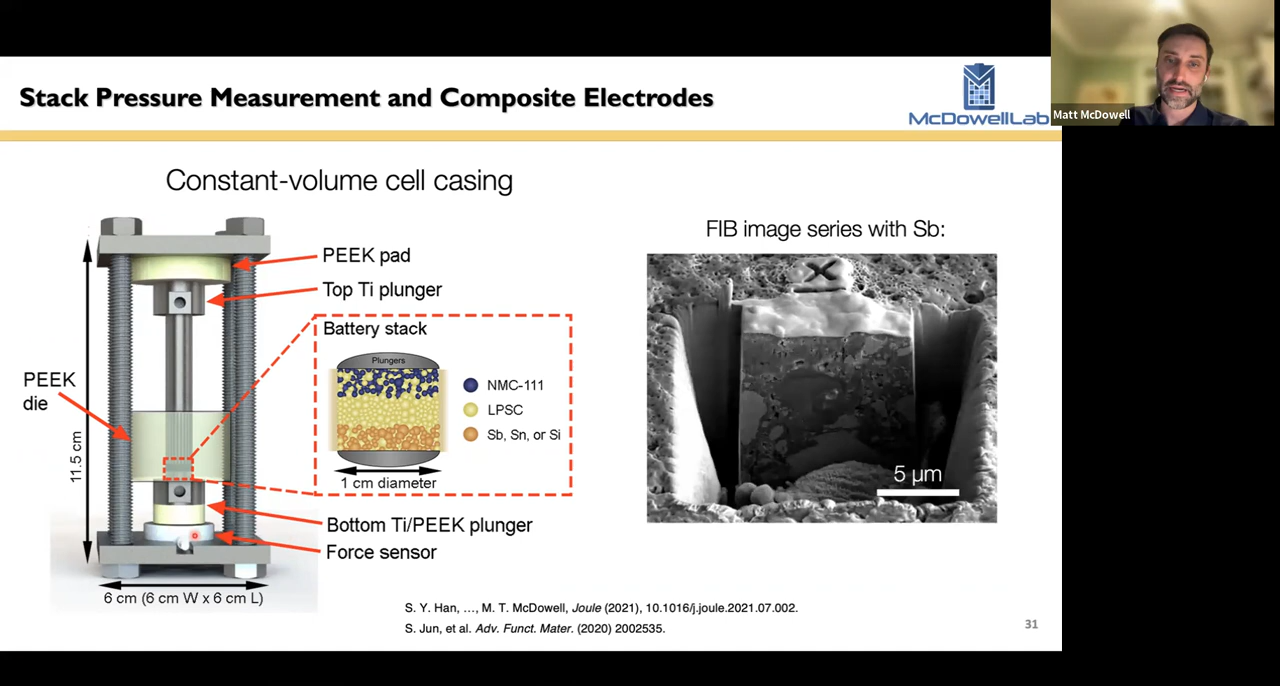 Stack Pressure Measurement and Composite Electrodes
McDowellLab
Matt McDowell
Constant-volume cell casing
PEEK pad
Top Ti plunger
Battery stack
Plungers
NMC-111
LPSC
Sb, Sn, or Si
1 cm diameter
PEEK
die
11.5 cm
Bottom Ti/PEEK plunger
Force sensor
6 cm (6 cm W x 6 cm L)
FIB image series with Sb:
5 µm
S. Y. Han, …, M. T. McDowell, Joule (2021), 10.1016/j.joule.2021.07.002.
S. Jun, et al. Adv. Funct. Mater. (2020) 2002535.
31